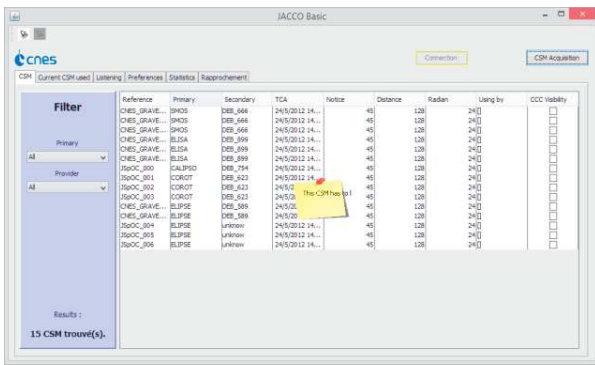 JACCO Basic
cnes
Connection
CSM Acquisition
CSM Current CSM used Listening Preferences Statistics Rapprochement
Filter
Primary
All
Provider
All
Results :
15 CSM trouvé(s).
Reference Primary Secondary TCA Notice Distance Radian Using by CCC Visibility
CNES_GRAVE... SMOS DEB_666 24/5/2012 14... 45 128 24 []
CNES_GRAVE... SMOS DEB_666 24/5/2012 14... 45 128 24 []
CNES_GRAVE... SMOS DEB_666 24/5/2012 14... 45 128 24 []
CNES_GRAVE... ELISA DEB_899 24/5/2012 14... 45 128 24 []
CNES_GRAVE... ELISA DEB_899 24/5/2012 14... 45 128 24 []
CNES_GRAVE... ELISA DEB_899 24/5/2012 14... 45 128 24 []
JSpOC_000 CALIPSO DEB_754 24/5/2012 14... 45 128 24 []
JSpOC_001 COROT DEB_623 24/5/2012 14... 45 128 24 []
JSpOC_002 COROT DEB_623 24/5/2 45 128 24 []
JSpOC_003 COROT DEB_623 24/5/2 45 128 24 []
CNES_GRAVE... ELIPSE DEB_589 24/5/20 45 128 24 []
CNES_GRAVE... ELIPSE DEB_589 24/5/20 45 128 24 []
JSpOC_004 ELIPSE unknow 24/5/2012 14... 45 128 24 []
JSpOC_005 ELIPSE unknow 24/5/2012 14... 45 128 24 []
JSpOC_006 ELIPSE unknow 24/5/2012 14... 45 128 24 []
This CSM has to